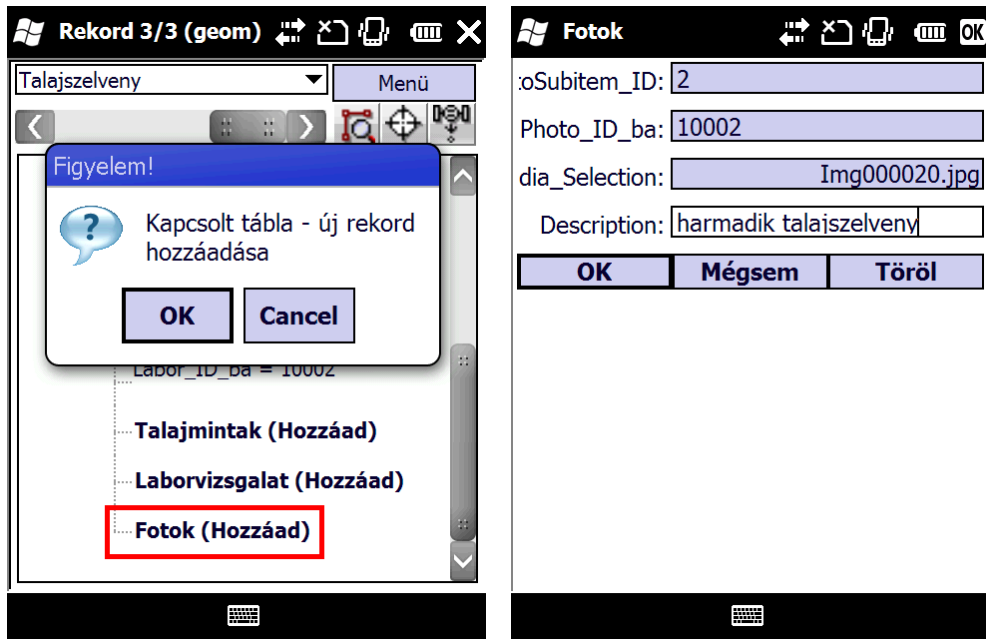 Rekord 3/3 (geom)
Talajszelveny
Menü
Figyelem!
Kapcsolt tábla - új rekord
hozzáadása
OK
Cancel
Labor_ID_ba = 10002
Talajmintak (Hozzáad)
Laborvizsgalat (Hozzáad)
Fotok (Hozzáad)
Fotok
OK
oSubitem_ID: 2
Photo_ID_ba: 10002
dia_Selection: Img000020.jpg
Description: harmadik talajszelveny
OK Mégsem Töröl